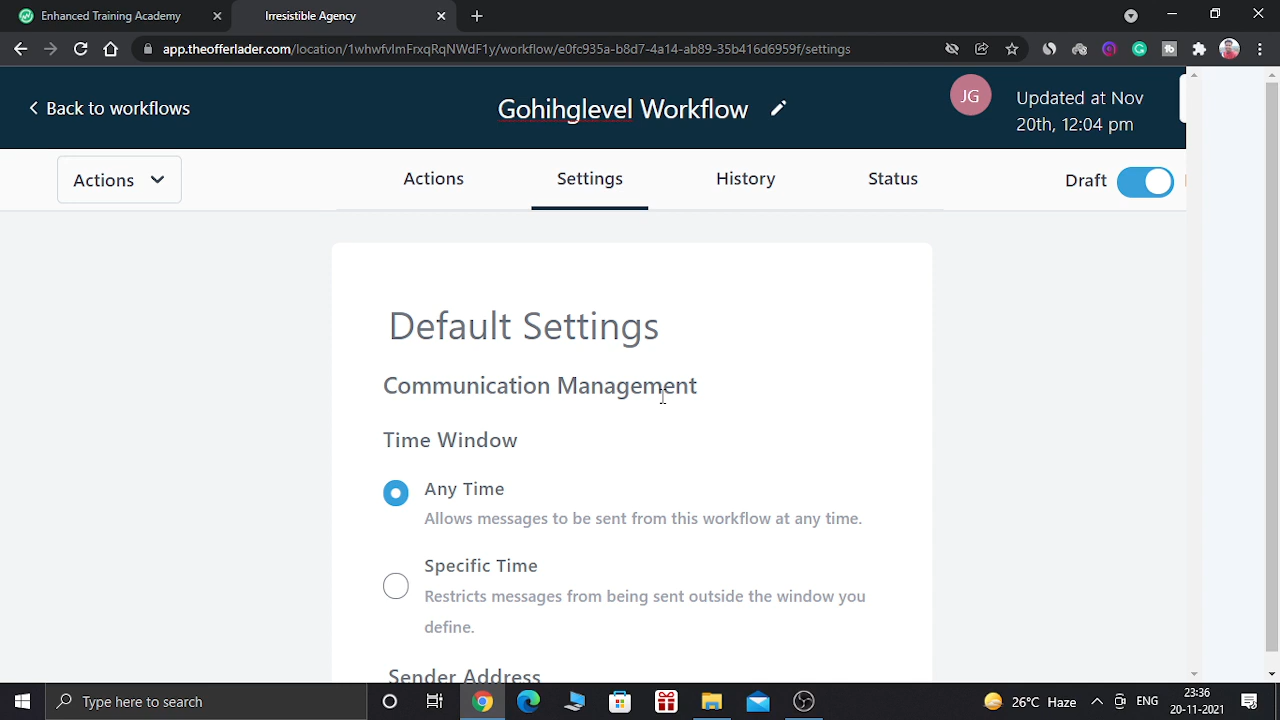 Enhanced Training Academy
Irresistible Agency
app.theofferlader.com/location/1whwfvlmFrxqRqNWdF1y/workflow/e0fc935a-b8d7-4a14-ab89-35b416d6959f/settings
Back to workflows
Gohihglevel Workflow
JG
Updated at Nov
20th, 12:04 pm
Actions
Actions
Settings
History
Status
Draft
Default Settings
Communication Management
Time Window
Any Time
Allows messages to be sent from this workflow at any time.
Specific Time
Restricts messages from being sent outside the window you
define.
Sender Address
Type here to search
26°C Haze
ENG
23:36
20-11-2021